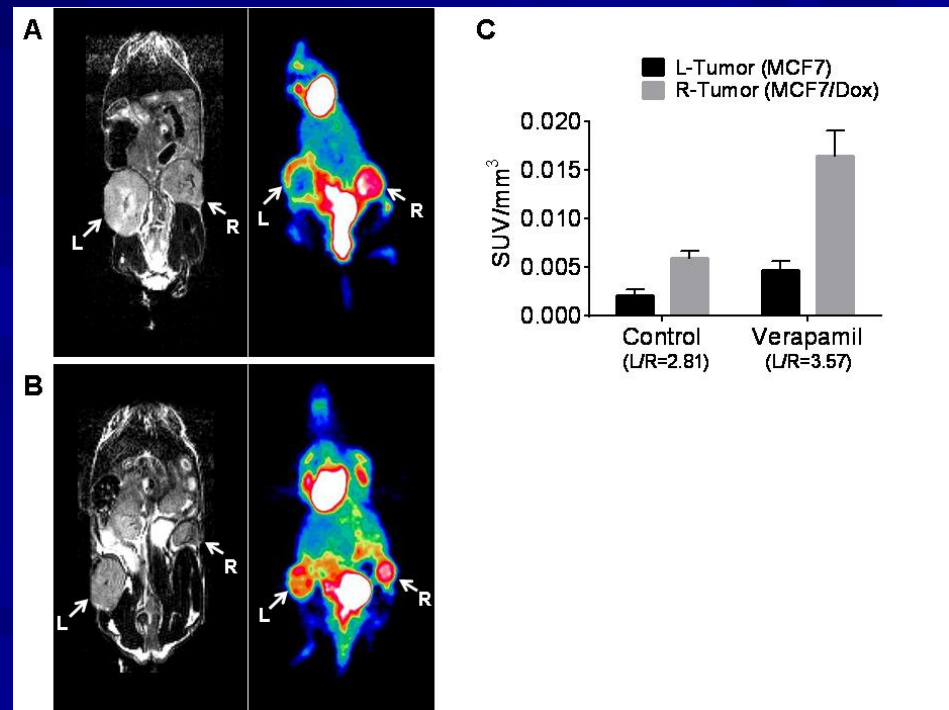 A
L
R
L
R
B
L
R
L
R
C
L-Tumor (MCF7)
R-Tumor (MCF7/Dox)
SUV/mm³
0.020
0.015
0.010
0.005
0.000
Control
(L/R=2.81)
Verapamil
(L/R=3.57)